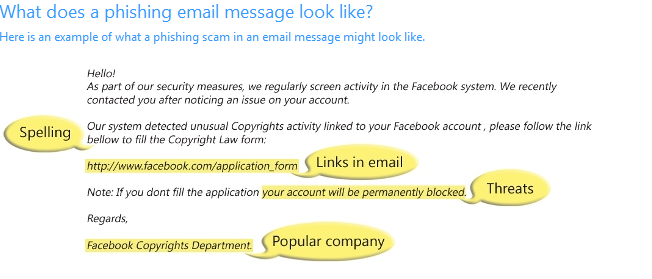 What does a phishing email message look like?
Here is an example of what a phishing scam in an email message might look like.
Hello!
As part of our security measures, we regularly screen activity in the Facebook system. We recently
contacted you after noticing an issue on your account.
Spelling
Our system detected unusual Copyrights activity linked to your Facebook account , please follow the link
bellow to fill the Copyright Law form:
http://www.facebook.com/application_form
Links in email
Note: If you dont fill the application your account will be permanently blocked.
Threats
Regards,
Facebook Copyrights Department.
Popular company